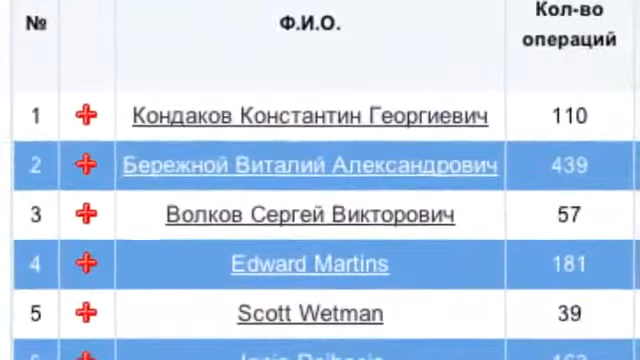 № Ф.И.О. Кол-во операций
1 Кондаков Константин Георгиевич 110
2 Бережной Виталий Александрович 439
3 Волков Сергей Викторович 57
4 Edward Martins 181
5 Scott Wetman 39